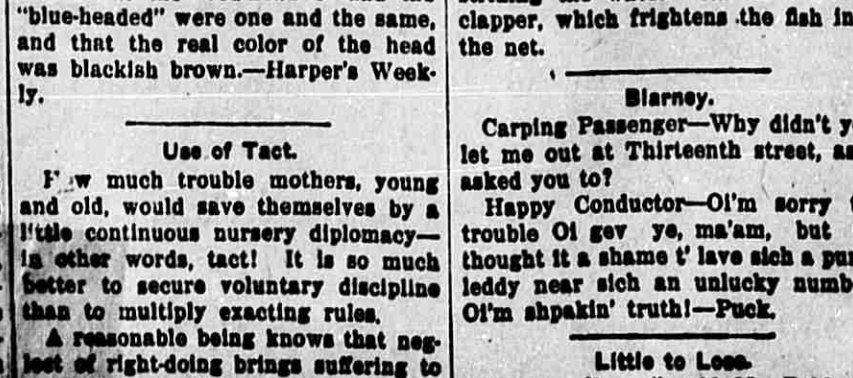 "blue-headed" were one and the same,
and that the real color of the head
was blackish brown.—Harper's Week-
ly.
Use of Tact.
much trouble mothers, young
and old, would save themselves by a
little continuous nursery diplomacy—
in other words, tact! It is so much
better to secure voluntary discipline
than to multiply exacting rules.
A reasonable being knows that neg-
lect of right-doing brings suffering to
clapper, which frightens the fish in
the net.
Blarney.
Carping Passenger—Why didn't y
let me out at Thirteenth street, as
asked you to?
Happy Conductor—Oi'm sorry
trouble Oi gev ye, ma'am, but
thought it a shame t' lave sich a pur
leddy near sich an unlucky numb
Oi'm shpakin' truth!—Puck.
Little to Lose.